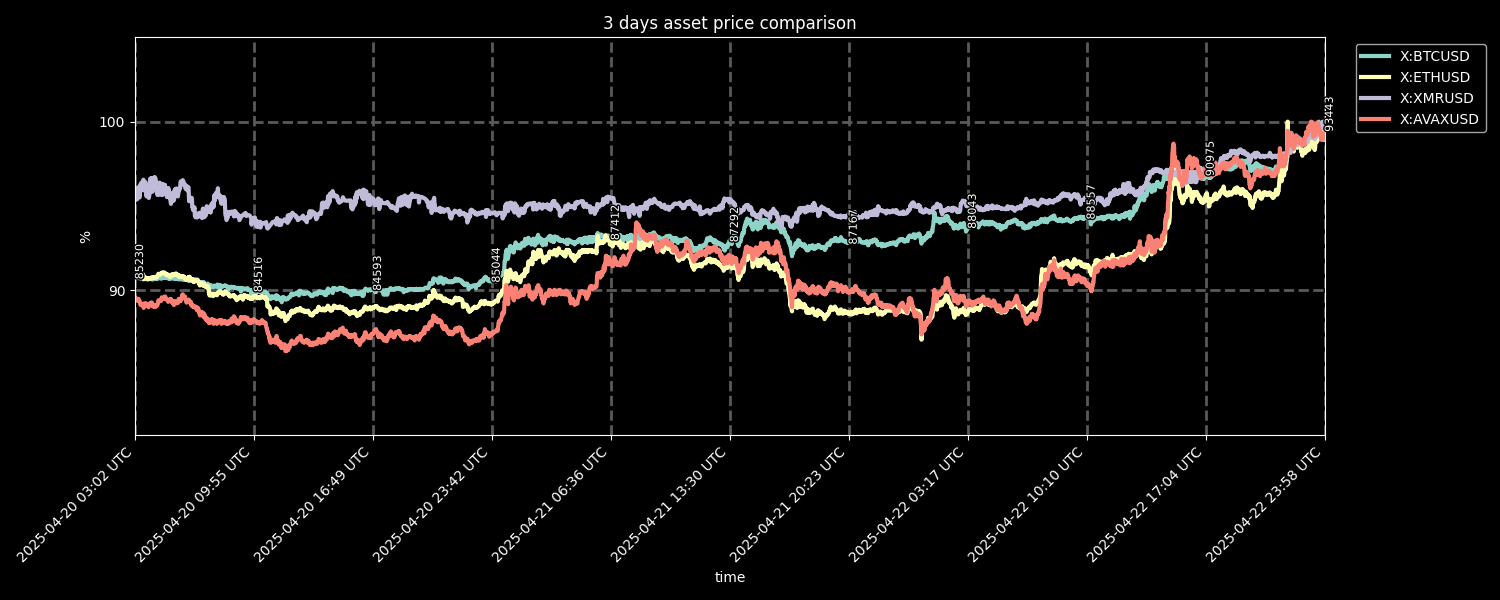 3 days asset price comparison
X:BTCUSD
X:ETHUSD
X:XMRUSD
X:AVAXUSD
100
90
%
85230
84516
84593
85044
87412
87292
87167
88043
88557
90975
93443
2025-04-20 03:02 UTC
2025-04-20 09:55 UTC
2025-04-20 16:49 UTC
2025-04-20 23:42 UTC
2025-04-21 06:36 UTC
2025-04-21 13:30 UTC
2025-04-21 20:23 UTC
2025-04-22 03:17 UTC
2025-04-22 10:10 UTC
2025-04-22 17:04 UTC
2025-04-22 23:58 UTC
time